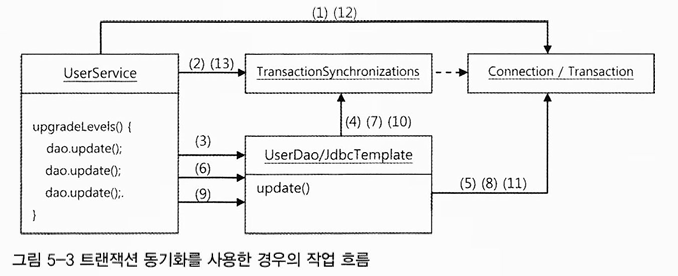 (1) (12)
UserService
(2) (13)
TransactionSynchronizations
Connection / Transaction
upgradeLevels() {
dao.update();
dao.update();
dao.update();.
}
(3)
(6)
(9)
(4) (7) (10)
UserDao/JdbcTemplate
update()
(5) (8) (11)
그림 5-3 트랜잭션 동기화를 사용한 경우의 작업 흐름